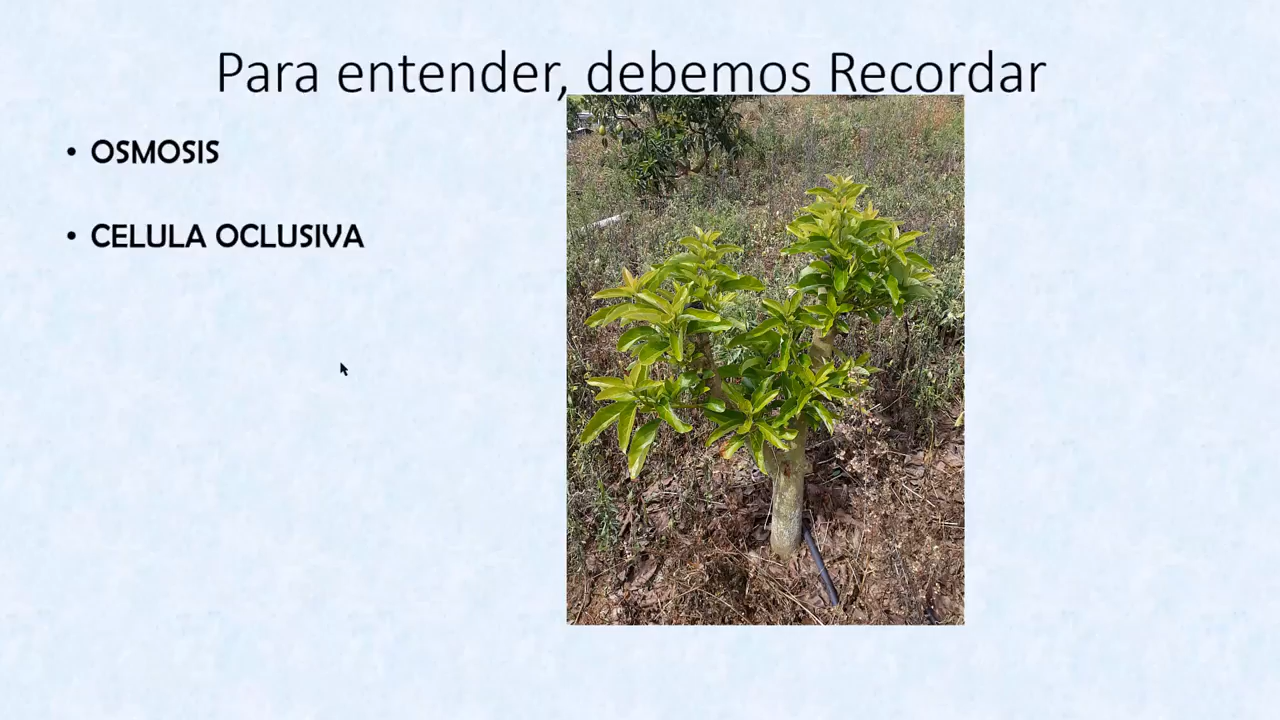 Para entender, debemos Recordar
• OSMOSIS
• CELULA OCLUSIVA